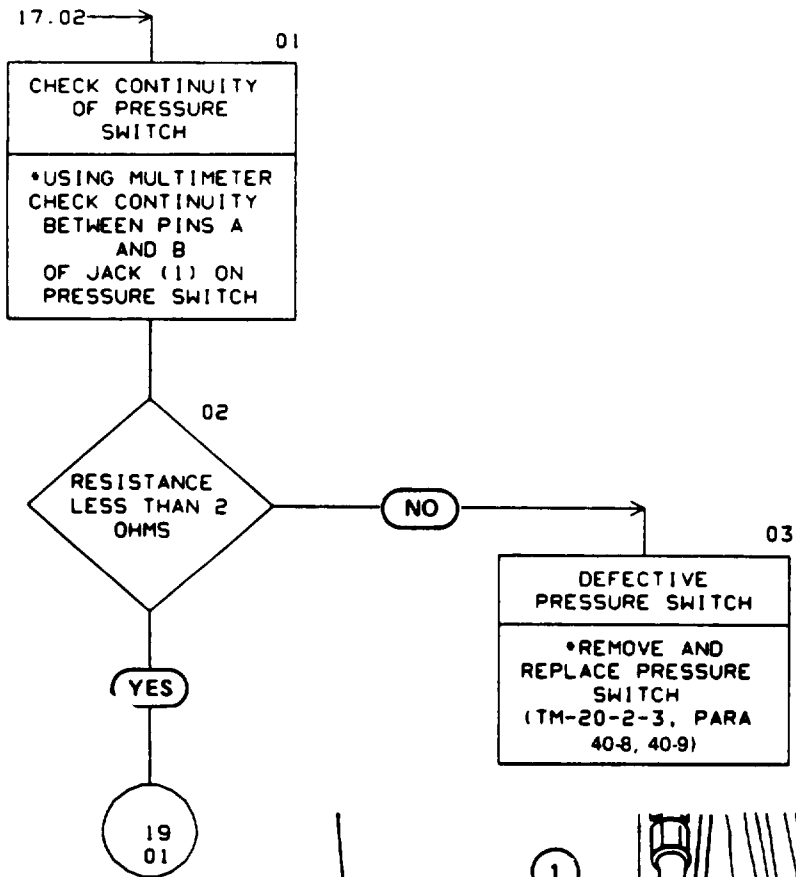 17.02
01
CHECK CONTINUITY
OF PRESSURE
SWITCH
*USING MULTIMETER
CHECK CONTINUITY
BETWEEN PINS A
AND B
OF JACK (1) ON
PRESSURE SWITCH
02
RESISTANCE
LESS THAN 2
OHMS
NO
03
DEFECTIVE
PRESSURE SWITCH
*REMOVE AND
REPLACE PRESSURE
SWITCH
(TM-20-2-3, PARA
40-8, 40-9)
YES
19
01
1